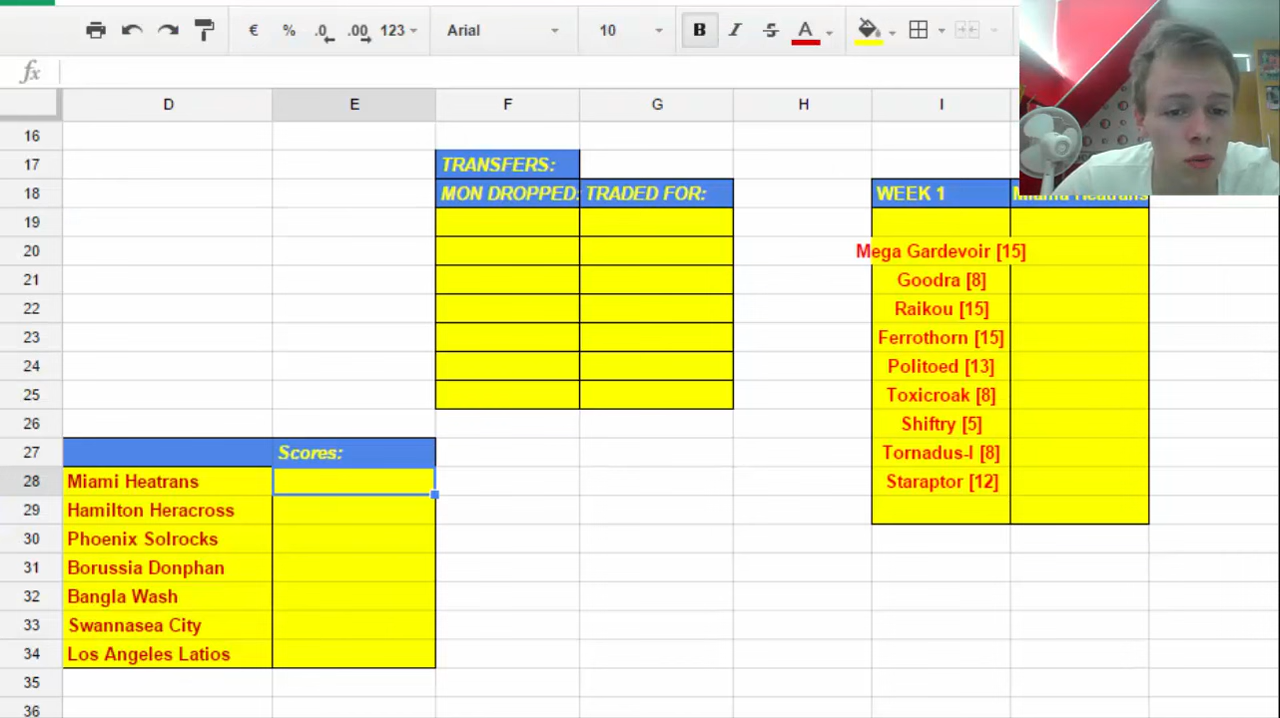 € % .0 .00 123 Arial 10 B I S A
fx
D E F G H I
16
17 TRANSFERS:
18 MON DROPPED: TRADED FOR: WEEK 1 Miama Heatrans
19
20 Mega Gardevoir [15]
21 Goodra [8]
22 Raikou [15]
23 Ferrothorn [15]
24 Politoed [13]
25 Toxicroak [8]
26 Shiftry [5]
27 Scores: Tornadus-I [8]
28 Miami Heatrans Staraptor [12]
29 Hamilton Heracross
30 Phoenix Solrocks
31 Borussia Donphan
32 Bangla Wash
33 Swannasea City
34 Los Angeles Latios
35
36